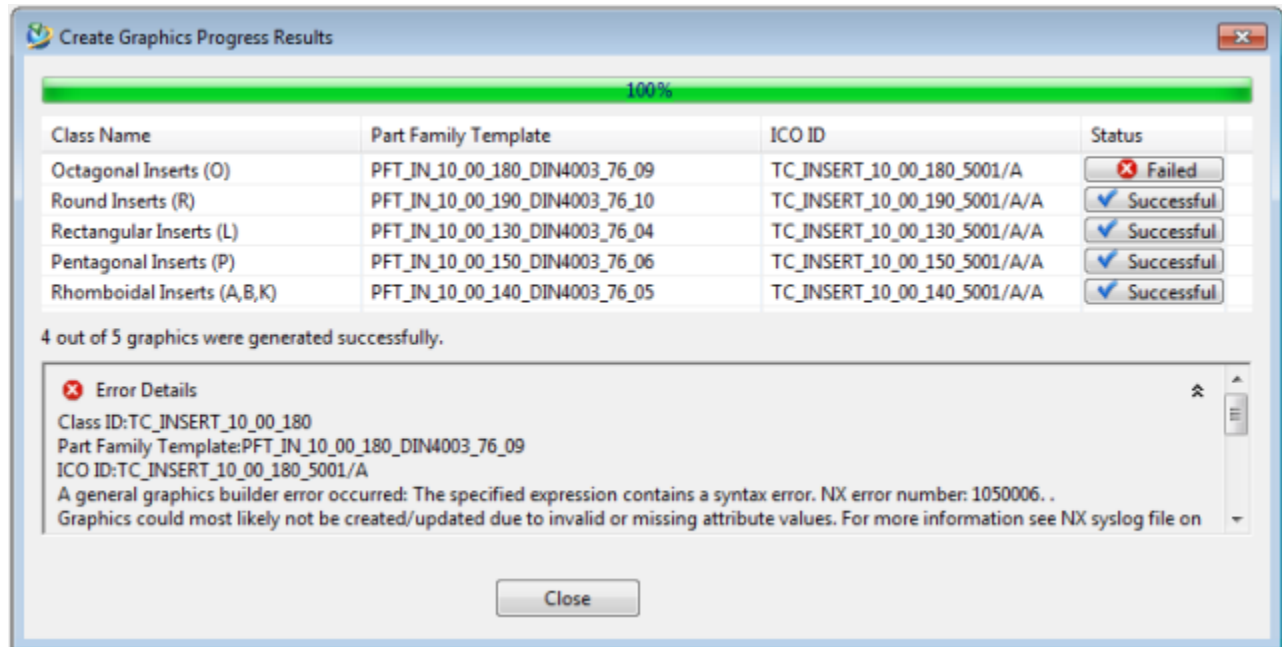 Create Graphics Progress Results
100%
Class Name Part Family Template ICO ID Status
Octagonal Inserts (O) PFT_IN_10_00_180_DIN4003_76_09 TC_INSERT_10_00_180_5001/A Failed
Round Inserts (R) PFT_IN_10_00_190_DIN4003_76_10 TC_INSERT_10_00_190_5001/A/A Successful
Rectangular Inserts (L) PFT_IN_10_00_130_DIN4003_76_04 TC_INSERT_10_00_130_5001/A/A Successful
Pentagonal Inserts (P) PFT_IN_10_00_150_DIN4003_76_06 TC_INSERT_10_00_150_5001/A/A Successful
Rhomboidal Inserts (A,B,K) PFT_IN_10_00_140_DIN4003_76_05 TC_INSERT_10_00_140_5001/A/A Successful
4 out of 5 graphics were generated successfully.
Error Details
Class ID:TC_INSERT_10_00_180
Part Family Template:PFT_IN_10_00_180_DIN4003_76_09
ICO ID:TC_INSERT_10_00_180_5001/A
A general graphics builder error occurred: The specified expression contains a syntax error. NX error number: 1050006. .
Graphics could most likely not be created/updated due to invalid or missing attribute values. For more information see NX syslog file on
Close